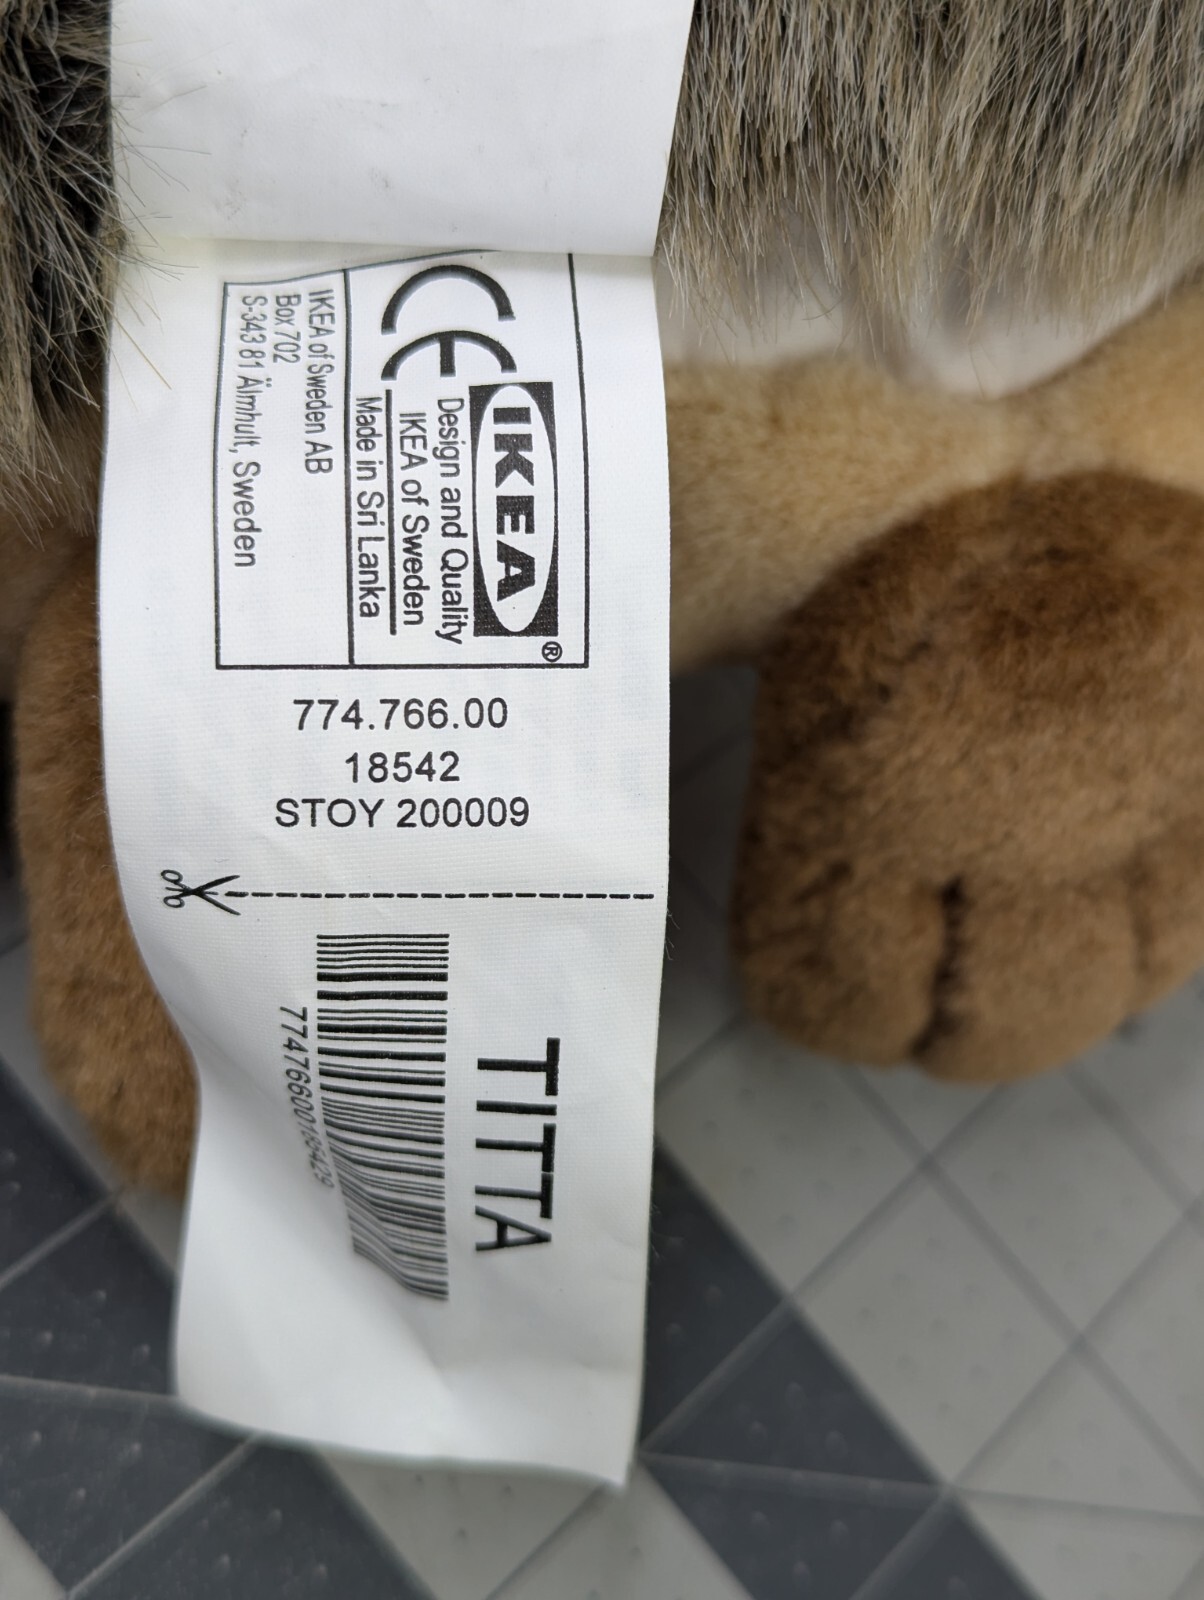 CE
IKEA®
Design and Quality
IKEA of Sweden
Made in Sri Lanka
IKEA of Sweden AB
Box 702
S-343 81 Älmhult, Sweden
774.766.00
18542
STOY 200009
TITTA
77476600185429